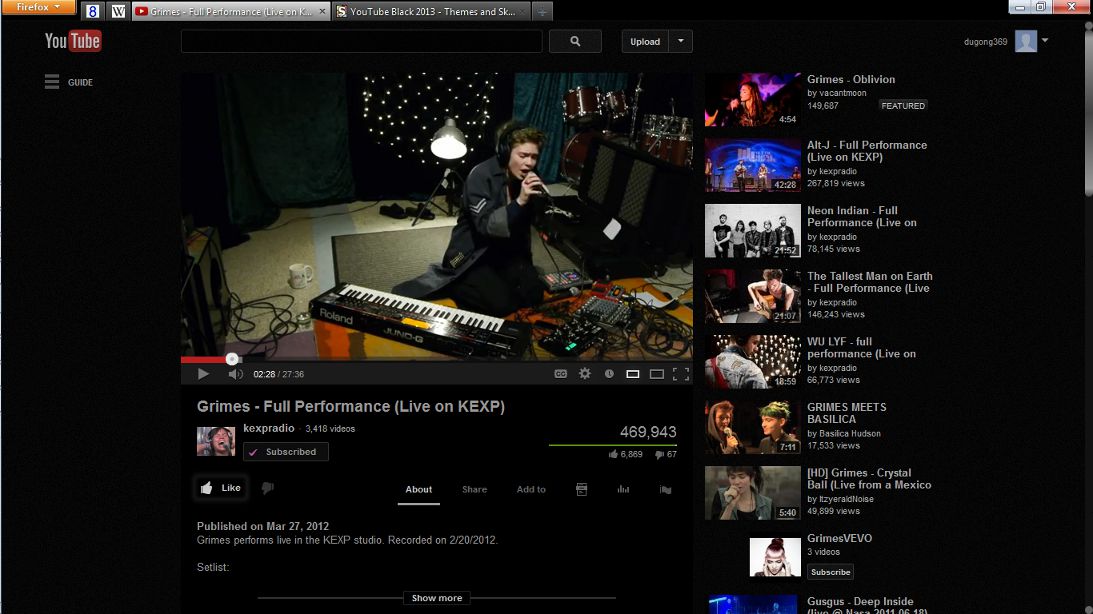 Firefox
8
W
Grimes - Full Performance (Live on K...
YouTube Black 2013 - Themes and Sk...
YouTube
Upload
dugong369
GUIDE
Roland
JUNO-G
02:28 / 27:36
CC
Grimes - Full Performance (Live on KEXP)
kexpradio · 3,418 videos
Subscribed
469,943
6,869
67
Like
About
Share
Add to
Published on Mar 27, 2012
Grimes performs live in the KEXP studio. Recorded on 2/20/2012.
Setlist:
Show more
4:54
Grimes - Oblivion
by vacantmoon
149,687
FEATURED
42:28
Alt-J - Full Performance
(Live on KEXP)
by kexpradio
267,819 views
21:52
Neon Indian - Full
Performance (Live on
by kexpradio
78,145 views
21:07
The Tallest Man on Earth
- Full Performance (Live
by kexpradio
146,243 views
18:59
WU LYF - full
performance (Live on
by kexpradio
66,773 views
7:11
GRIMES MEETS
BASILICA
by Basilica Hudson
17,533 views
5:40
[HD] Grimes - Crystal
Ball (Live from a Mexico
by ItzyeraldNoise
49,899 views
GrimesVEVO
3 videos
Subscribe
Gusgus - Deep Inside
(live @ Nasa 2011.06.18)